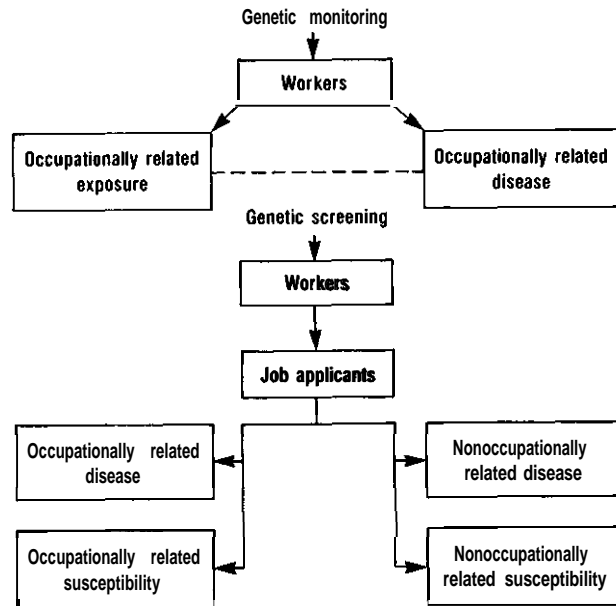 Genetic monitoring
Workers
Occupationally related
exposure
Occupationally related
disease
Genetic screening
Workers
Job applicants
Occupationally related
disease
Nonoccupationally
related disease
Occupationally related
susceptibility
Nonoccupationally
related susceptibility